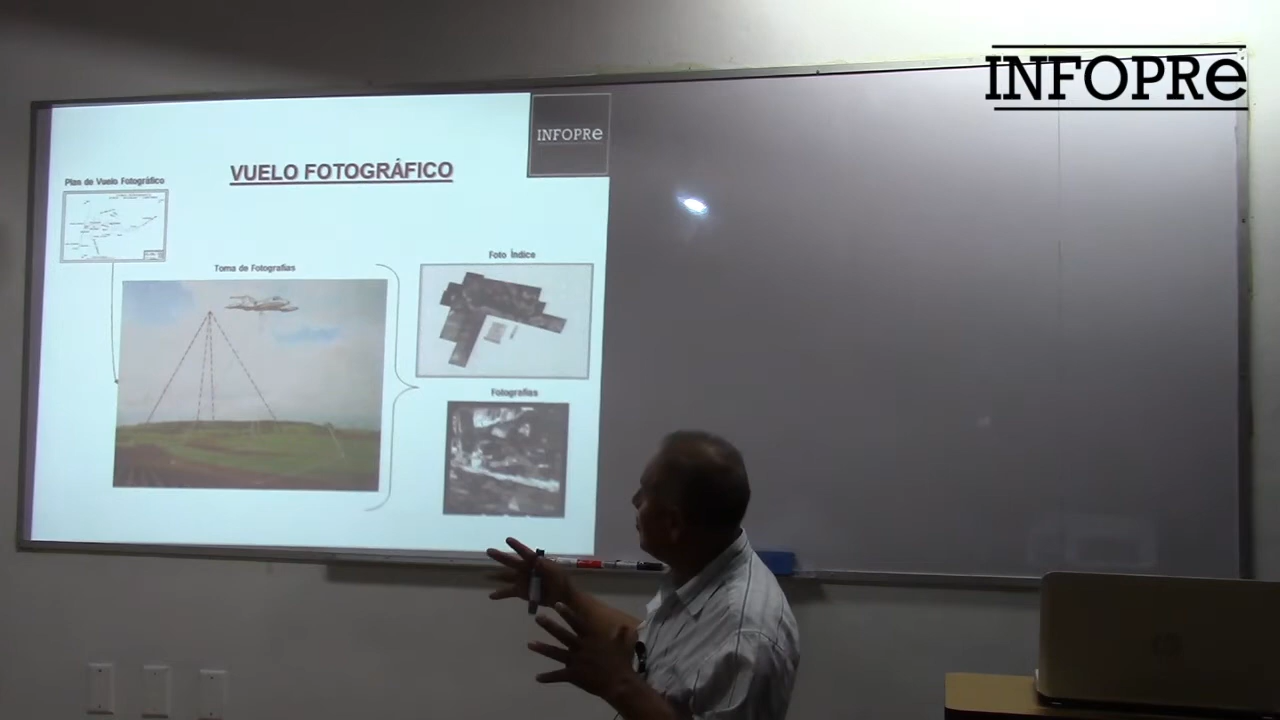 INFOPRe
INFOPRe
VUELO FOTOGRÁFICO
Plan de Vuelo Fotográfico
Toma de Fotografías
Foto Índice
Fotografías